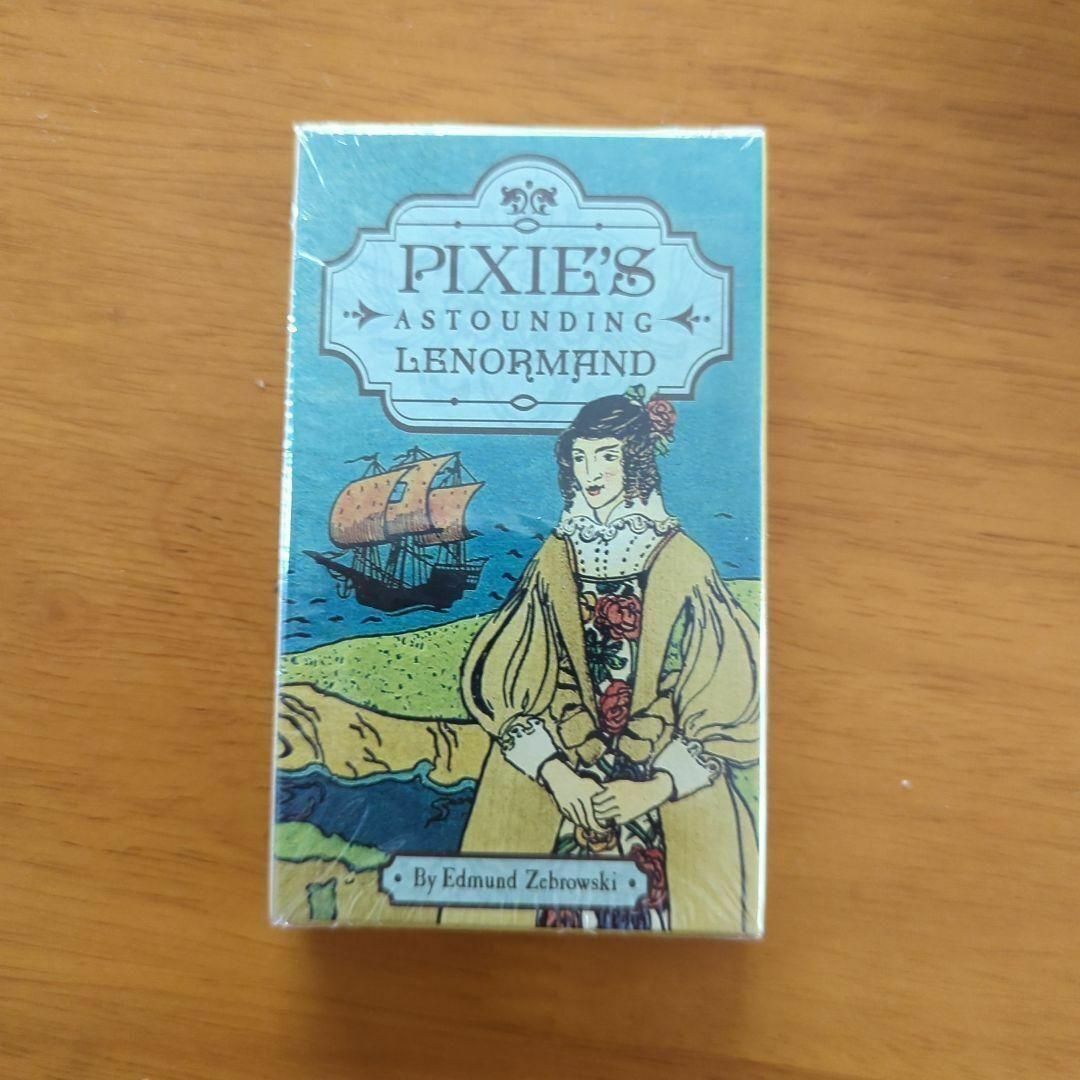 PIXIE'S
ASTOUNDING
LENORMAND
• By Edmund Zebrowski •